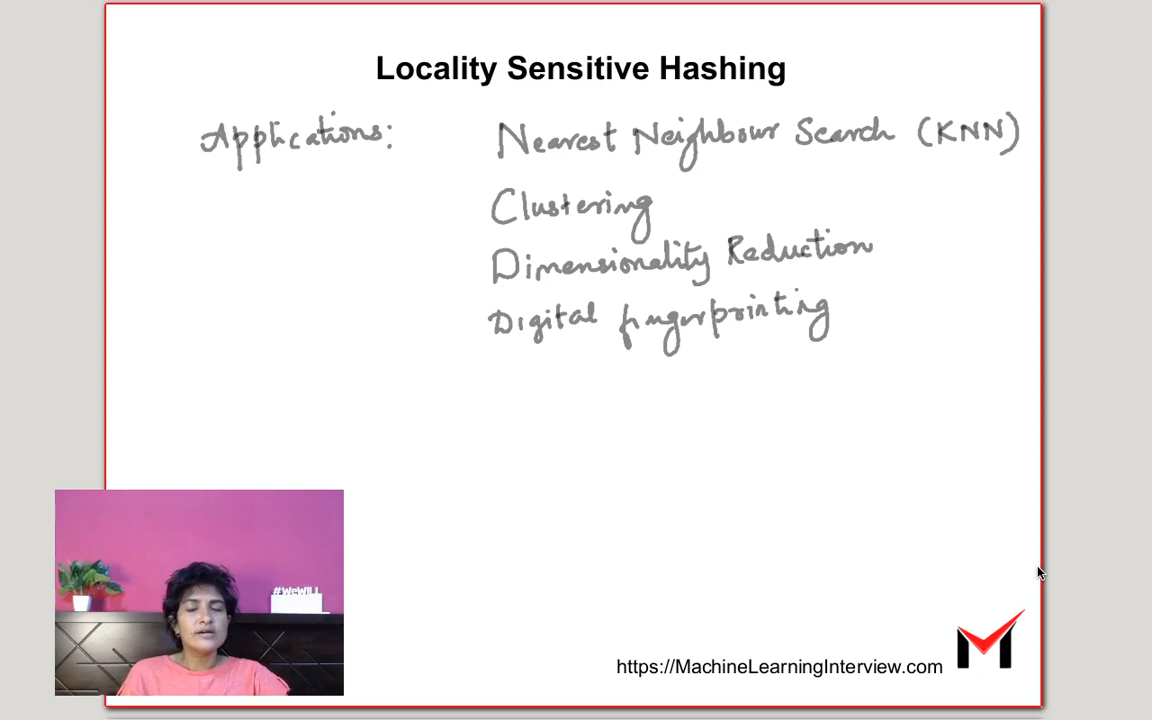 Locality Sensitive Hashing
Applications: Nearest Neighbour Search (KNN)
Clustering
Dimensionality Reduction
Digital fingerprinting
#WeWiLL
https://MachineLearningInterview.com